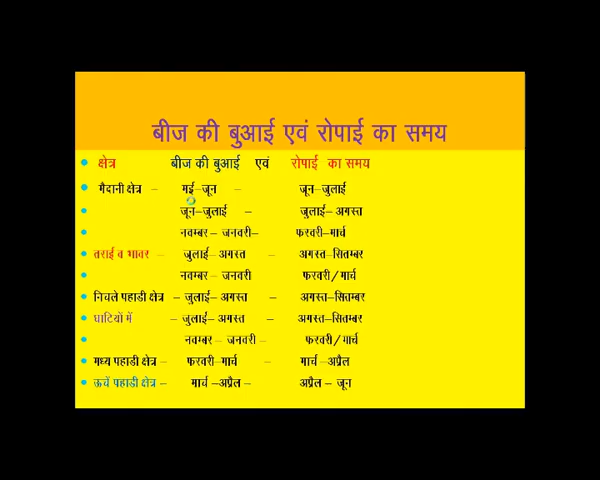 बीज की बुआई एवं रोपाई का समय
क्षेत्र बीज की बुआई एवं रोपाई का समय
मैदानी क्षेत्र – मई–जून – जून–जुलाई
जून–जुलाई – जुलाई– अगस्त
नवम्बर – जनवरी– फरवरी–मार्च
तराई व भावर – जुलाई– अगस्त – अगस्त–सितम्बर
नवम्बर – जनवरी फरवरी/मार्च
निचले पहाडी क्षेत्र – जुलाई– अगस्त – अगस्त–सितम्बर
घाटियों में – जुलाई– अगस्त – अगस्त–सितम्बर
नवम्बर – जनवरी – फरवरी/मार्च
मध्य पहाडी क्षेत्र – फरवरी–मार्च – मार्च –अप्रैल
ऊचें पहाडी क्षेत्र – मार्च –अप्रैल – अप्रैल – जून